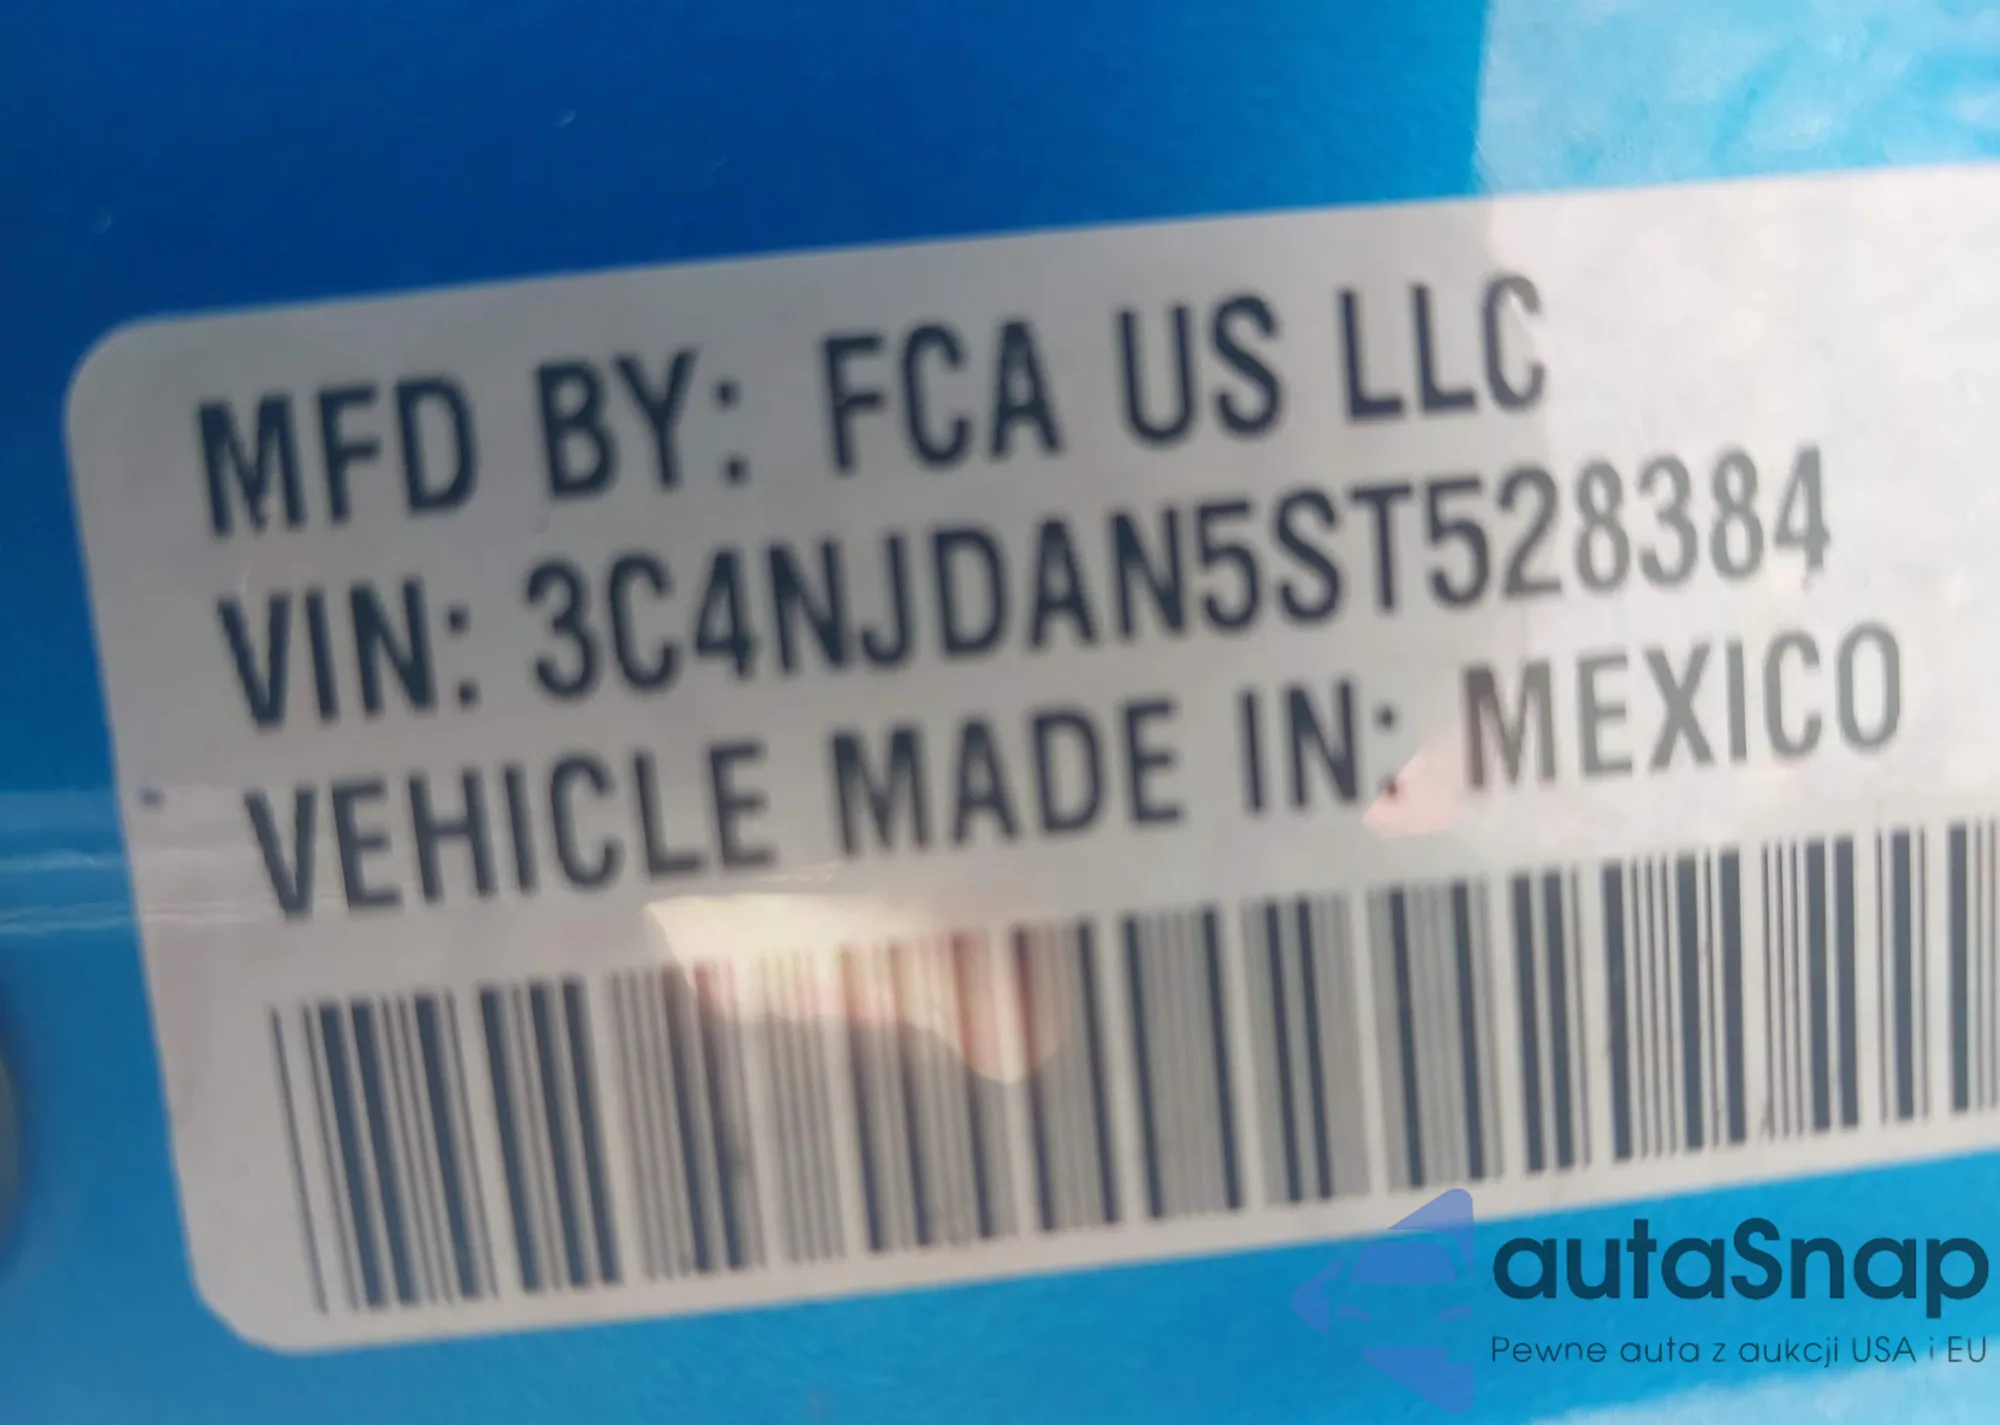 MFD BY: FCA US LLC
VIN: 3C4NJDAN5ST528384
VEHICLE MADE IN: MEXICO
autaSnap
Pewne auta z aukcji USA i EU